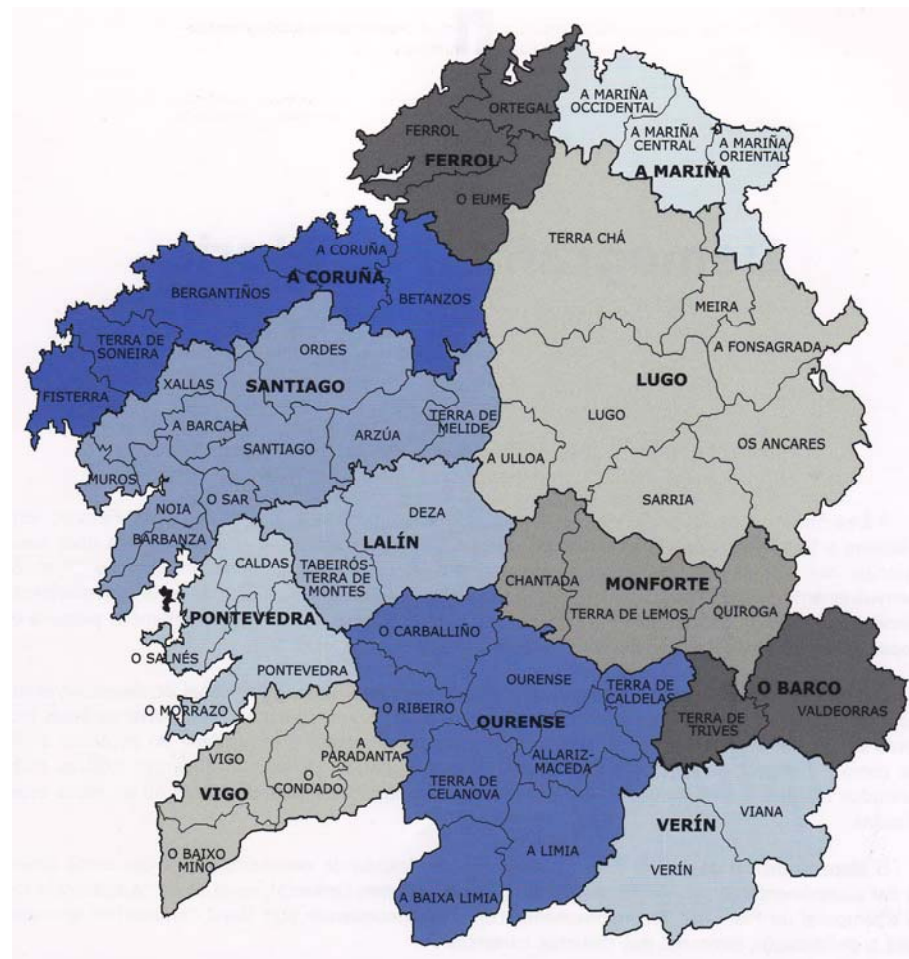 ORTEGAL
A MARIÑA
OCCIDENTAL
FERROL
A MARIÑA
CENTRAL
A MARIÑA
ORIENTAL
FERROL
A MARIÑA
O EUME
TERRA CHÁ
A CORUÑA
A CORUÑA
BERGANTIÑOS
BETANZOS
MEIRA
TERRA DE
SONEIRA
ORDES
A FONSAGRADA
XALLAS
SANTIAGO
LUGO
FISTERRA
A BARCALA
TERRA DE
MELIDE
LUGO
ARZÚA
SANTIAGO
OS ANCARES
A ULLOA
MUROS
O SAR
SARRIA
NOIA
DEZA
BARBANZA
LALÍN
CALDAS
TABEIRÓS
TERRA DE
MONTES
CHANTADA
MONFORTE
TERRA DE LEMOS
QUIROGA
PONTEVEDRA
O CARBALLIÑO
O SALNÉS
PONTEVEDRA
OURENSE
TERRA DE
CALDELAS
O BARCO
VALDEORRAS
O MORRAZO
O RIBEIRO
OURENSE
TERRA DE
TRIVES
VIGO
A
PARADANTA
ALLARIZ-
MACEDA
O
CONDADO
TERRA DE
CELANOVA
VIGO
VIANA
VERÍN
O BAIXO
MIÑO
A LIMIA
VERÍN
A BAIXA LIMIA